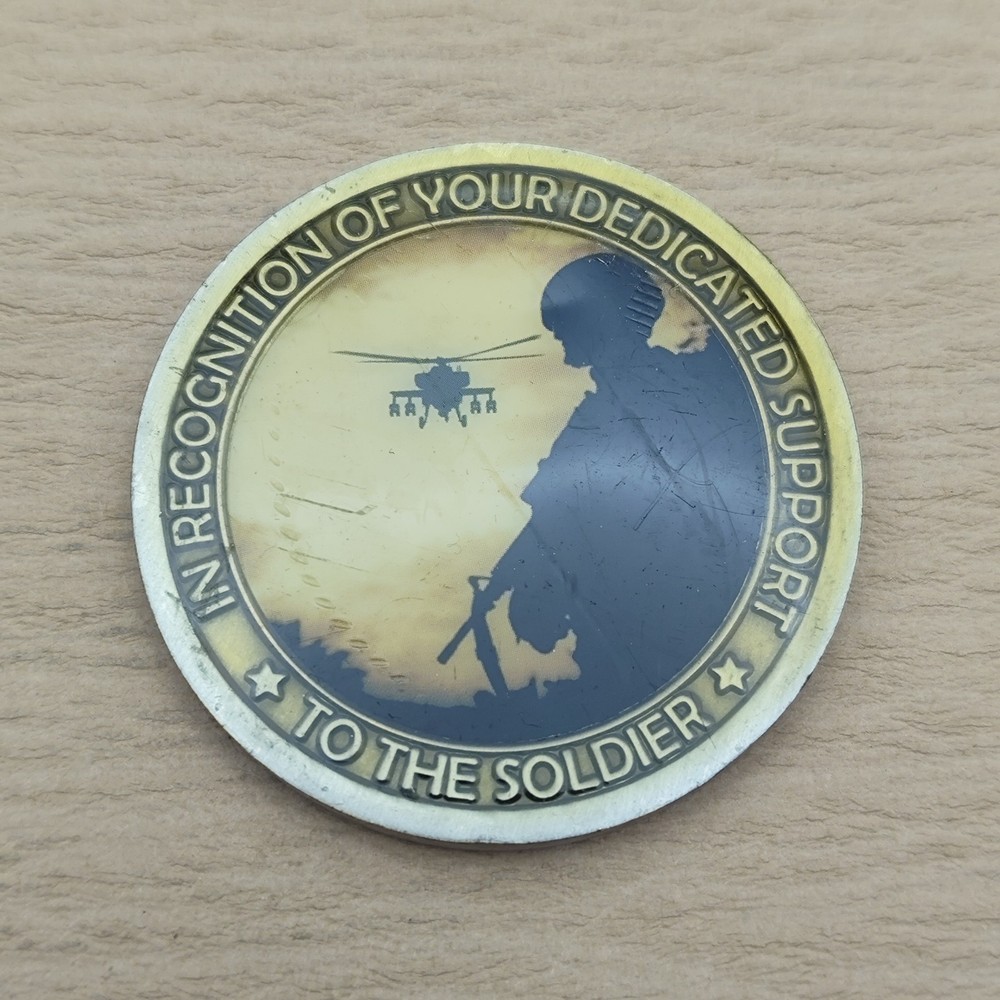 IN RECOGNITION OF YOUR DEDICATED SUPPORT
TO THE SOLDIER